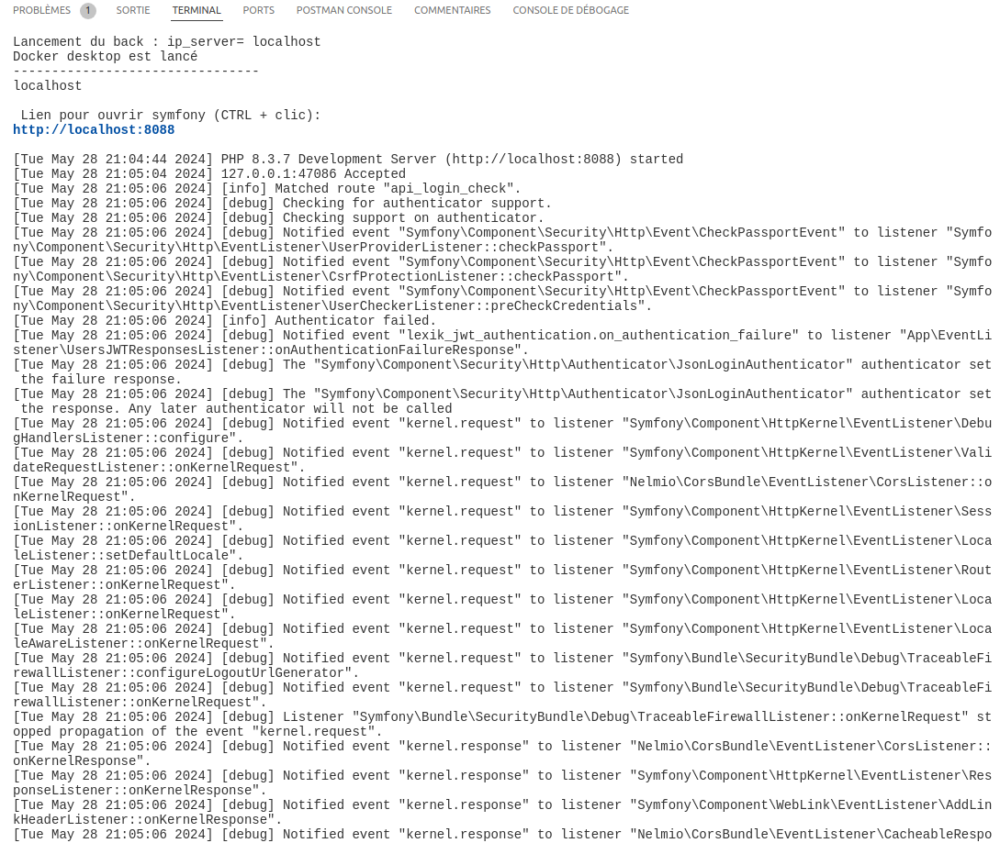 PROBLÈMES 1 SORTIE TERMINAL PORTS POSTMAN CONSOLE COMMENTAIRES CONSOLE DE DÉBOGAGE
Lancement du back : ip_server= localhost
Docker desktop est lancé
--------------------------------
localhost
Lien pour ouvrir symfony (CTRL + clic):
http://localhost:8088
[Tue May 28 21:04:44 2024] PHP 8.3.7 Development Server (http://localhost:8088) started
[Tue May 28 21:05:04 2024] 127.0.0.1:47086 Accepted
[Tue May 28 21:05:06 2024] [info] Matched route "api_login_check".
[Tue May 28 21:05:06 2024] [debug] Checking for authenticator support.
[Tue May 28 21:05:06 2024] [debug] Checking support on authenticator.
[Tue May 28 21:05:06 2024] [debug] Notified event "Symfony\Component\Security\Http\Event\CheckPassportEvent" to listener "Symfo
ny\Component\Security\Http\EventListener\UserProviderListener::checkPassport".
[Tue May 28 21:05:06 2024] [debug] Notified event "Symfony\Component\Security\Http\Event\CheckPassportEvent" to listener "Symfo
ny\Component\Security\Http\EventListener\CsrfProtectionListener::checkPassport".
[Tue May 28 21:05:06 2024] [debug] Notified event "Symfony\Component\Security\Http\Event\CheckPassportEvent" to listener "Symfo
ny\Component\Security\Http\EventListener\UserCheckerListener::preCheckCredentials".
[Tue May 28 21:05:06 2024] [info] Authenticator failed.
[Tue May 28 21:05:06 2024] [debug] Notified event "lexik_jwt_authentication.on_authentication_failure" to listener "App\EventLi
stener\UsersJWTResponsesListener::onAuthenticationFailureResponse".
[Tue May 28 21:05:06 2024] [debug] The "Symfony\Component\Security\Http\Authenticator\JsonLoginAuthenticator" authenticator set
the failure response.
[Tue May 28 21:05:06 2024] [debug] The "Symfony\Component\Security\Http\Authenticator\JsonLoginAuthenticator" authenticator set
the response. Any later authenticator will not be called
[Tue May 28 21:05:06 2024] [debug] Notified event "kernel.request" to listener "Symfony\Component\HttpKernel\EventListener\Debu
gHandlersListener::configure".
[Tue May 28 21:05:06 2024] [debug] Notified event "kernel.request" to listener "Symfony\Component\HttpKernel\EventListener\Vali
dateRequestListener::onKernelRequest".
[Tue May 28 21:05:06 2024] [debug] Notified event "kernel.request" to listener "Nelmio\CorsBundle\EventListener\CorsListener::o
nKernelRequest".
[Tue May 28 21:05:06 2024] [debug] Notified event "kernel.request" to listener "Symfony\Component\HttpKernel\EventListener\Sess
ionListener::onKernelRequest".
[Tue May 28 21:05:06 2024] [debug] Notified event "kernel.request" to listener "Symfony\Component\HttpKernel\EventListener\Loca
leListener::setDefaultLocale".
[Tue May 28 21:05:06 2024] [debug] Notified event "kernel.request" to listener "Symfony\Component\HttpKernel\EventListener\Rout
erListener::onKernelRequest".
[Tue May 28 21:05:06 2024] [debug] Notified event "kernel.request" to listener "Symfony\Component\HttpKernel\EventListener\Loca
leListener::onKernelRequest".
[Tue May 28 21:05:06 2024] [debug] Notified event "kernel.request" to listener "Symfony\Component\HttpKernel\EventListener\Loca
leAwareListener::onKernelRequest".
[Tue May 28 21:05:06 2024] [debug] Notified event "kernel.request" to listener "Symfony\Bundle\SecurityBundle\Debug\TraceableFi
rewallListener::configureLogoutUrlGenerator".
[Tue May 28 21:05:06 2024] [debug] Notified event "kernel.request" to listener "Symfony\Bundle\SecurityBundle\Debug\TraceableFi
rewallListener::onKernelRequest".
[Tue May 28 21:05:06 2024] [debug] Listener "Symfony\Bundle\SecurityBundle\Debug\TraceableFirewallListener::onKernelRequest" st
opped propagation of the event "kernel.request".
[Tue May 28 21:05:06 2024] [debug] Notified event "kernel.response" to listener "Nelmio\CorsBundle\EventListener\CorsListener::
onKernelResponse".
[Tue May 28 21:05:06 2024] [debug] Notified event "kernel.response" to listener "Symfony\Component\HttpKernel\EventListener\Res
ponseListener::onKernelResponse".
[Tue May 28 21:05:06 2024] [debug] Notified event "kernel.response" to listener "Symfony\Component\WebLink\EventListener\AddLin
kHeaderListener::onKernelResponse".
[Tue May 28 21:05:06 2024] [debug] Notified event "kernel.response" to listener "Nelmio\CorsBundle\EventListener\CacheableRespo